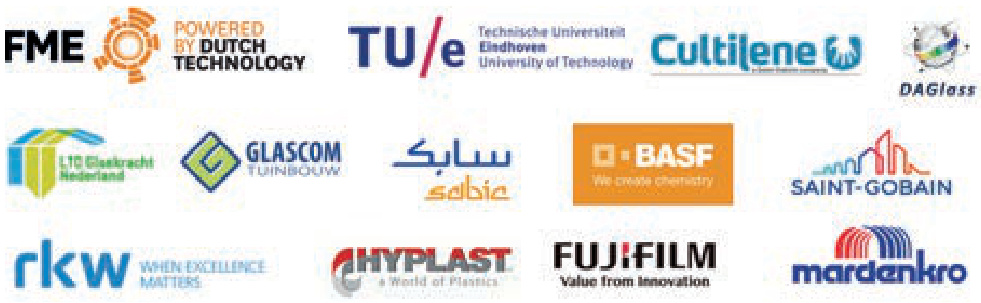 FME
POWERED
BY DUTCH
TECHNOLOGY
TU/e
Technische Universiteit
Eindhoven
University of Technology
Cultilene
DAGlass
LTO Glaskracht
Nederland
GLASCOM
TUINBOUW
سابك
sabic
BASF
We create chemistry
SAINT-GOBAIN
rkw
WHEN EXCELLENCE
MATTERS
HYPLAST
a World of Plastics
FUJIFILM
Value from Innovation
mardenkro